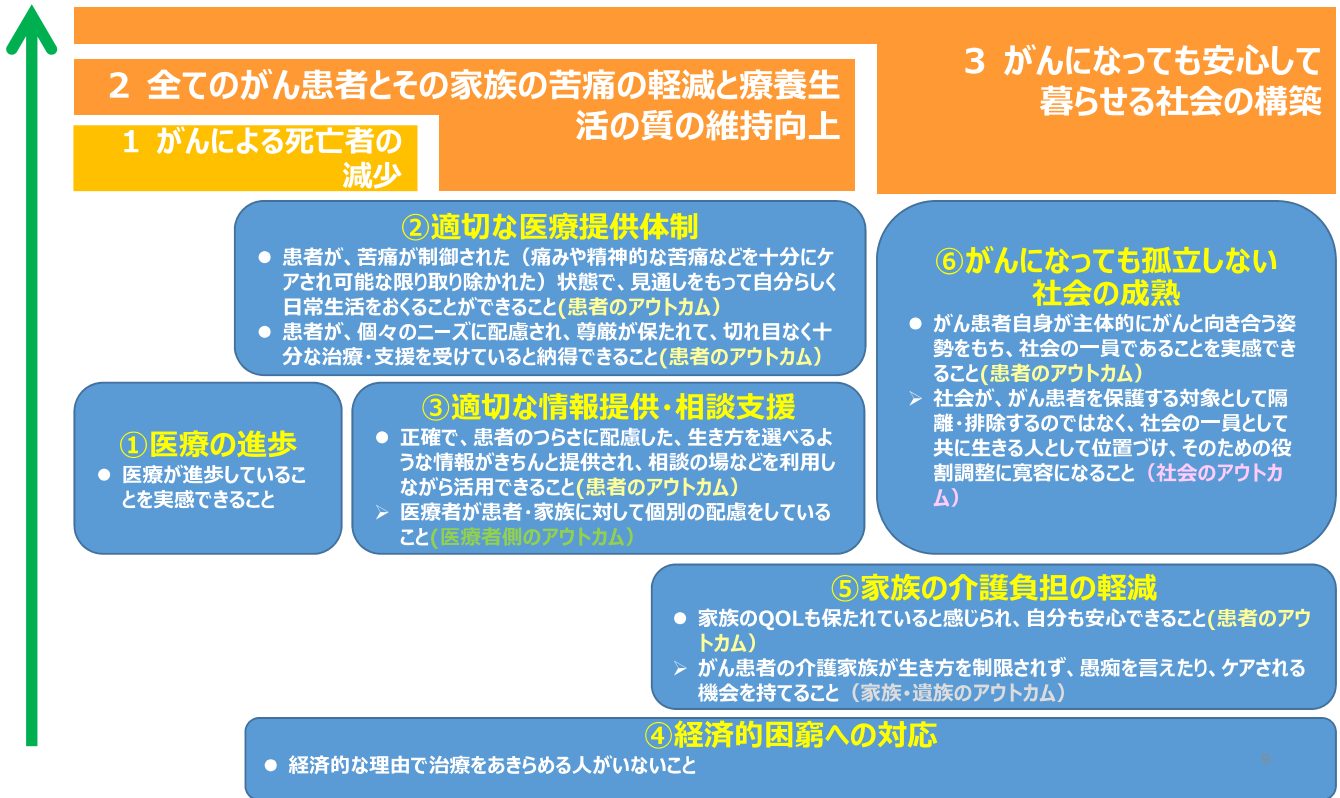 3 がんになっても安心して
暮らせる社会の構築
2 全てのがん患者とその家族の苦痛の軽減と療養生
活の質の維持向上
1 がんによる死亡者の
減少
②適切な医療提供体制
● 患者が、苦痛が制御された（痛みや精神的な苦痛などを十分にケ
アされ可能な限り取り除かれた）状態で、見通しをもって自分らしく
日常生活をおくることができること(患者のアウトカム）
● 患者が、個々のニーズに配慮され、尊厳が保たれて、切れ目なく十
分な治療・支援を受けていると納得できること(患者のアウトカム）
⑥がんになっても孤立しない
社会の成熟
● がん患者自身が主体的にがんと向き合う姿
勢をもち、社会の一員であることを実感でき
ること(患者のアウトカム）
➢ 社会が、がん患者を保護する対象として隔
離・排除するのではなく、社会の一員として
共に生きる人として位置づけ、そのための役
割調整に寛容になること（社会のアウトカ
ム）
①医療の進歩
● 医療が進歩しているこ
とを実感できること
③適切な情報提供・相談支援
● 正確で、患者のつらさに配慮した、生き方を選べるよ
うな情報がきちんと提供され、相談の場などを利用し
ながら活用できること(患者のアウトカム）
➢ 医療者が患者・家族に対して個別の配慮をしている
こと(医療者側のアウトカム）
⑤家族の介護負担の軽減
● 家族のQOLも保たれていると感じられ、自分も安心できること(患者のアウ
トカム）
➢ がん患者の介護家族が生き方を制限されず、愚痴を言えたり、ケアされる
機会を持てること（家族・遺族のアウトカム）
④経済的困窮への対応
● 経済的な理由で治療をあきらめる人がいないこと